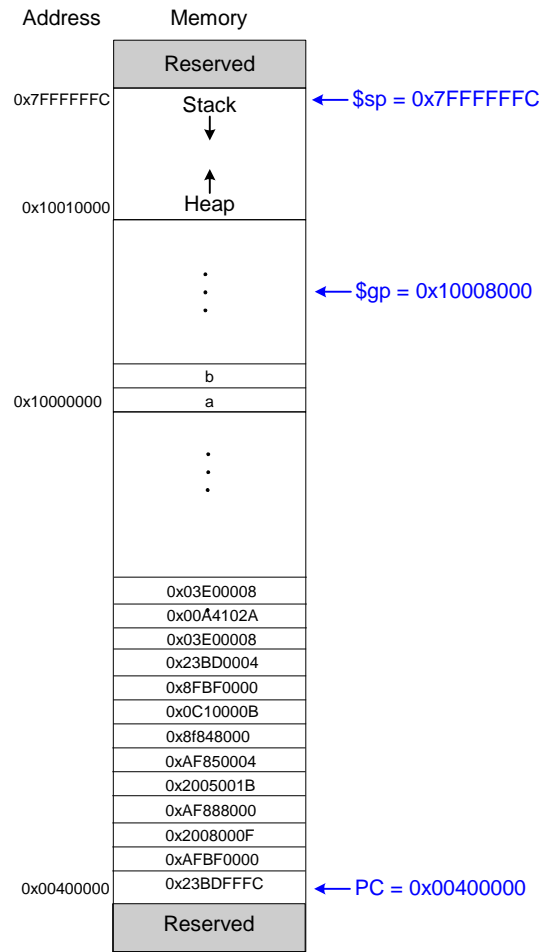 Address Memory
Reserved
0x7FFFFFFC Stack $sp = 0x7FFFFFFC
0x10010000 Heap
$gp = 0x10008000
b
0x10000000 a
0x03E00008
0x00A4102A
0x03E00008
0x23BD0004
0x8FBF0000
0x0C10000B
0x8f848000
0xAF850004
0x2005001B
0xAF888000
0x2008000F
0xAFBF0000
0x00400000 0x23BDFFFC PC = 0x00400000
Reserved